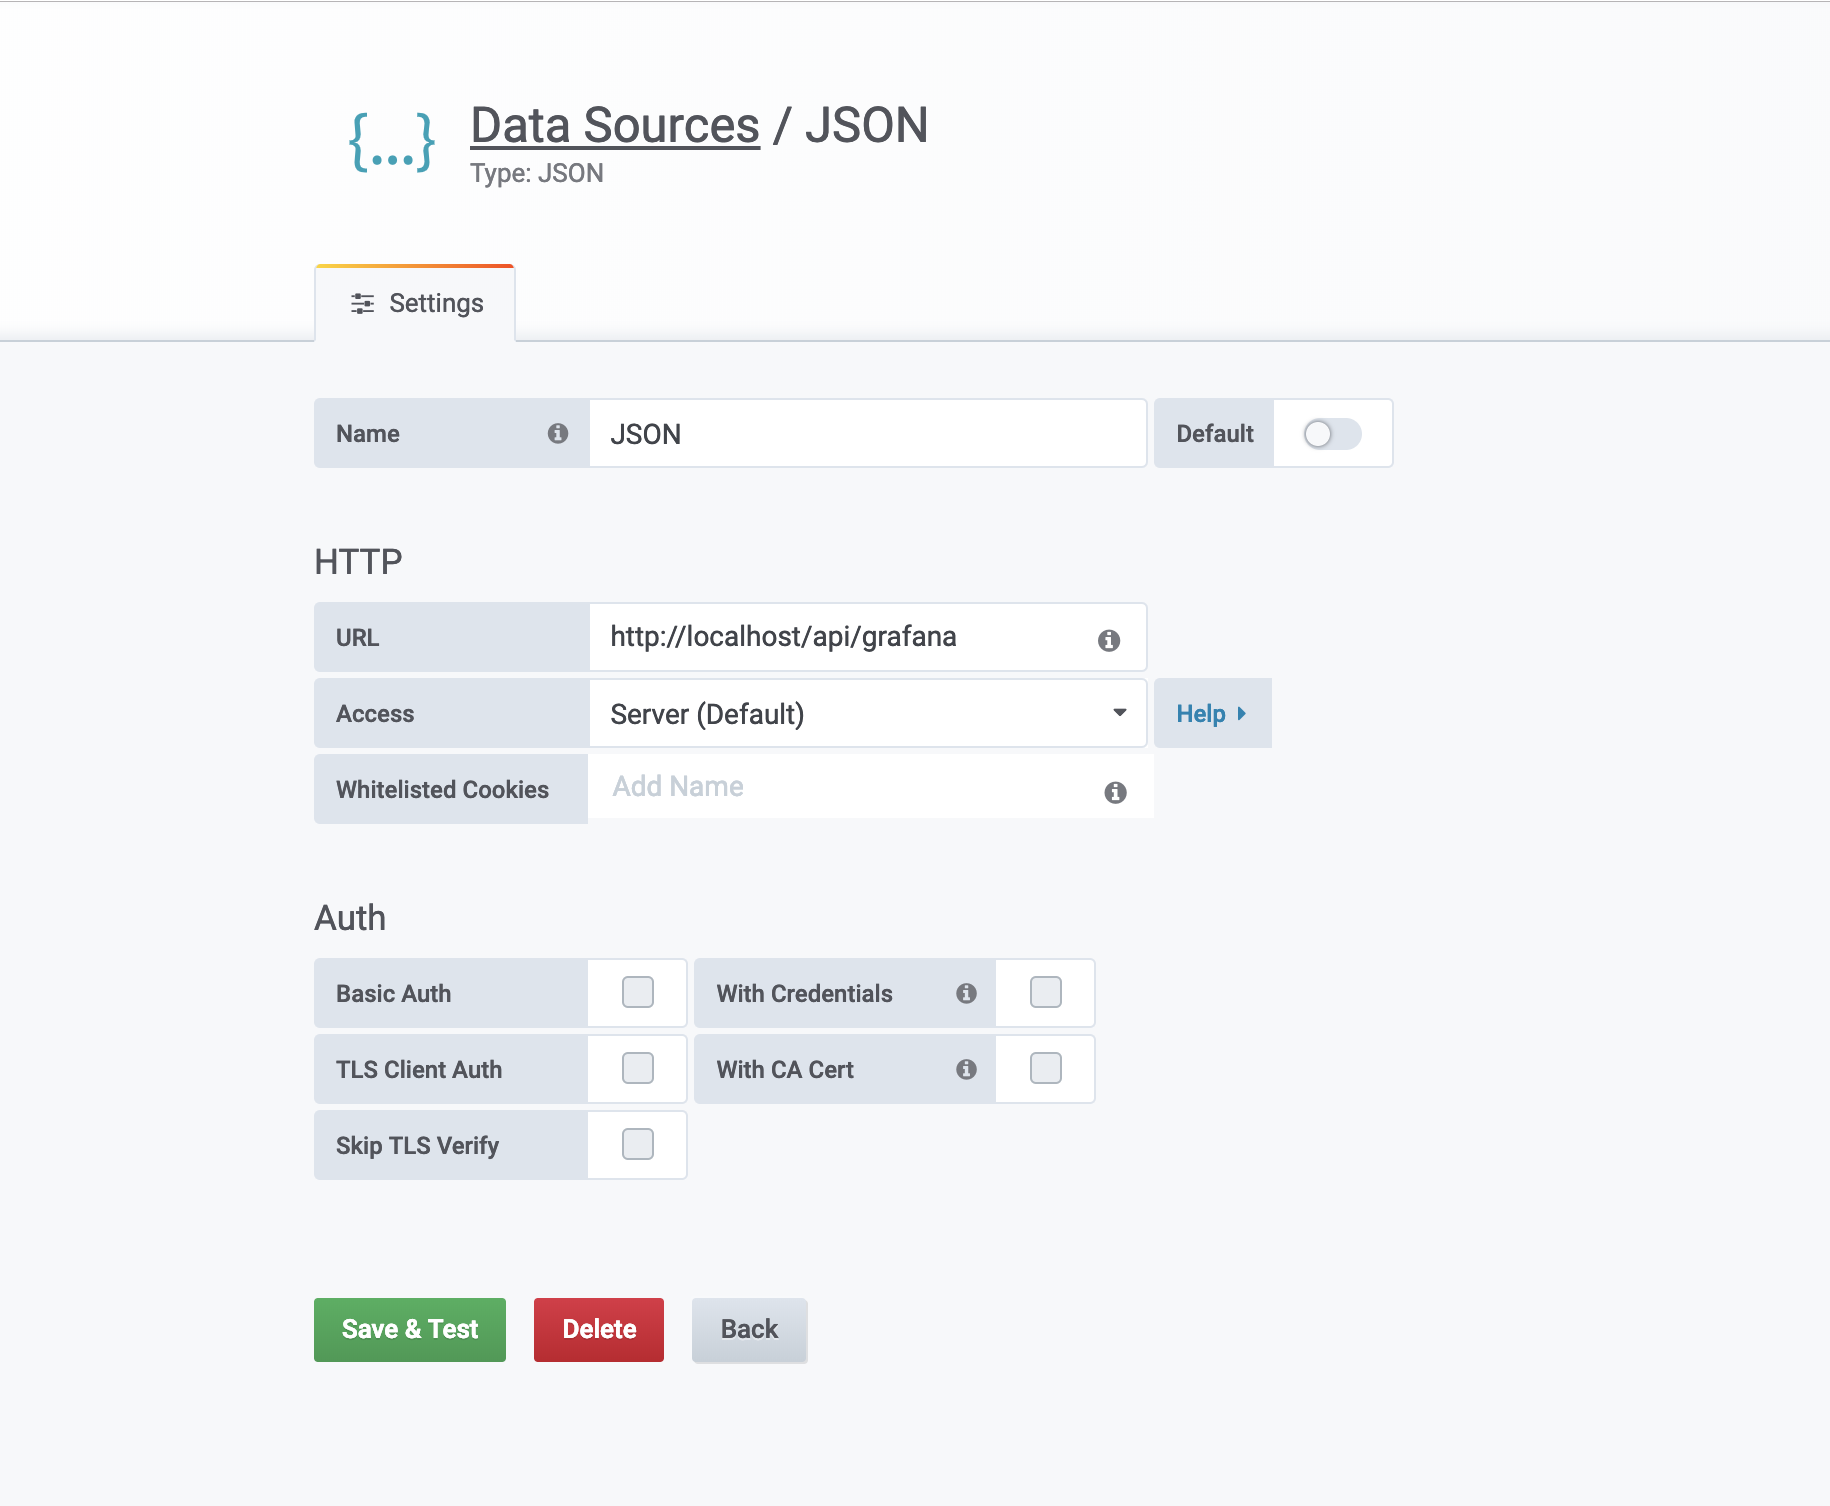 {...} Data Sources / JSON
Type: JSON
Settings
Name JSON Default
HTTP
URL http://localhost/api/grafana
Access Server (Default) Help
Whitelisted Cookies Add Name
Auth
Basic Auth With Credentials
TLS Client Auth With CA Cert
Skip TLS Verify
Save & Test Delete Back